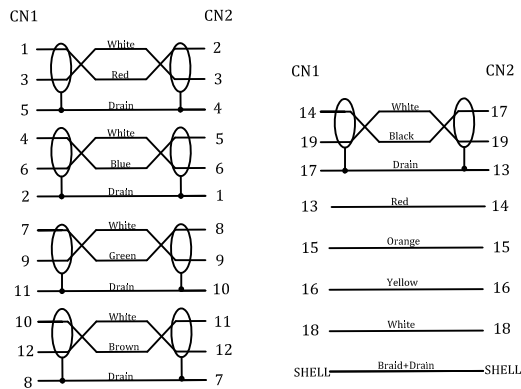 CN1 CN2
1 White 2
3 Red 3
5 Drain 4
4 White 5
6 Blue 6
2 Drain 1
7 White 8
9 Green 9
11 Drain 10
10 White 11
12 Brown 12
8 Drain 7
CN1 CN2
14 White 17
19 Black 19
17 Drain 13
13 Red 14
15 Orange 15
16 Yellow 16
18 White 18
SHELL Braid+Drain SHELL